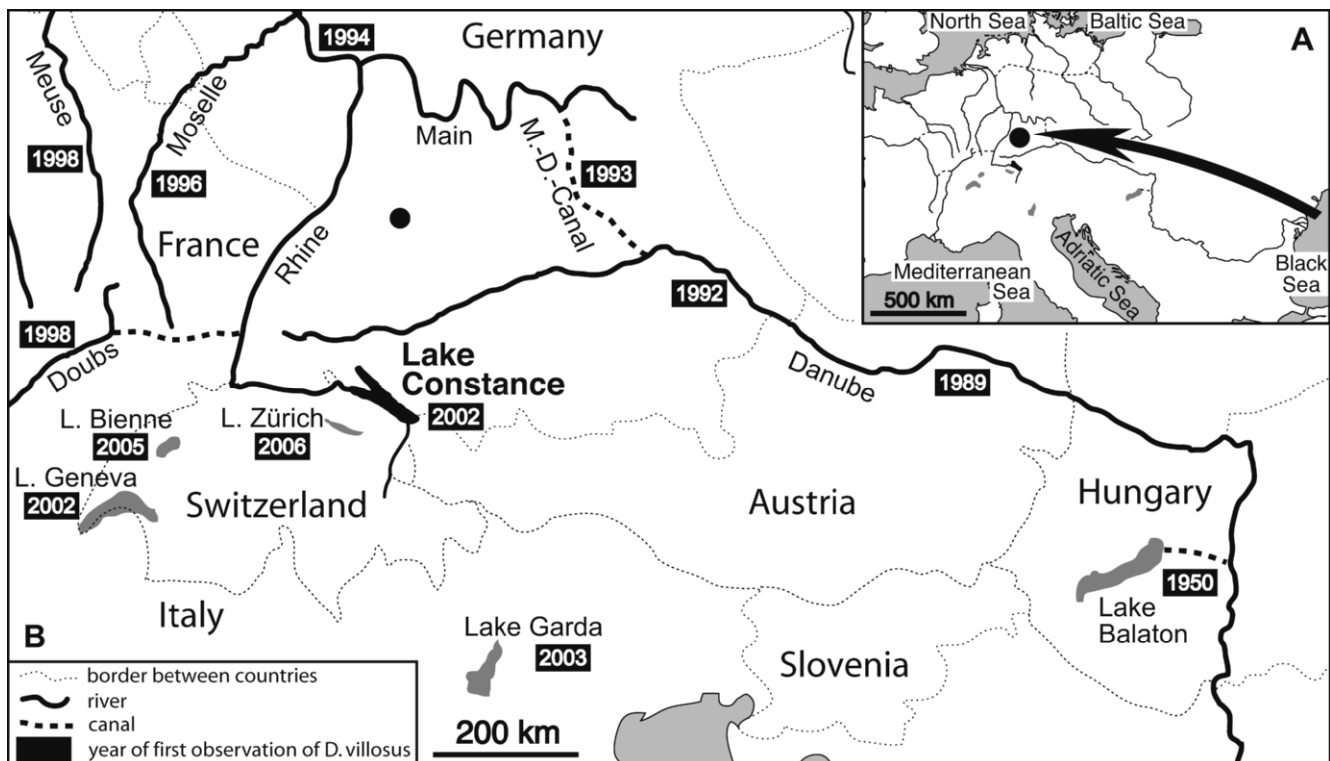 1994
Germany
North Sea
Baltic Sea
A
Meuse
Moselle
Main
M.-D.-Canal
1998
1996
1993
France
Rhine
Adriatic Sea
Mediterranean
Sea
Black
Sea
500 km
1992
1998
Doubs
Lake
Constance
2002
Danube
1989
L. Bienne
2005
L. Zürich
2006
L. Geneva
2002
Switzerland
Austria
Hungary
1950
Lake
Balaton
Italy
B
Lake Garda
2003
Slovenia
200 km
border between countries
river
canal
year of first observation of D. villosus